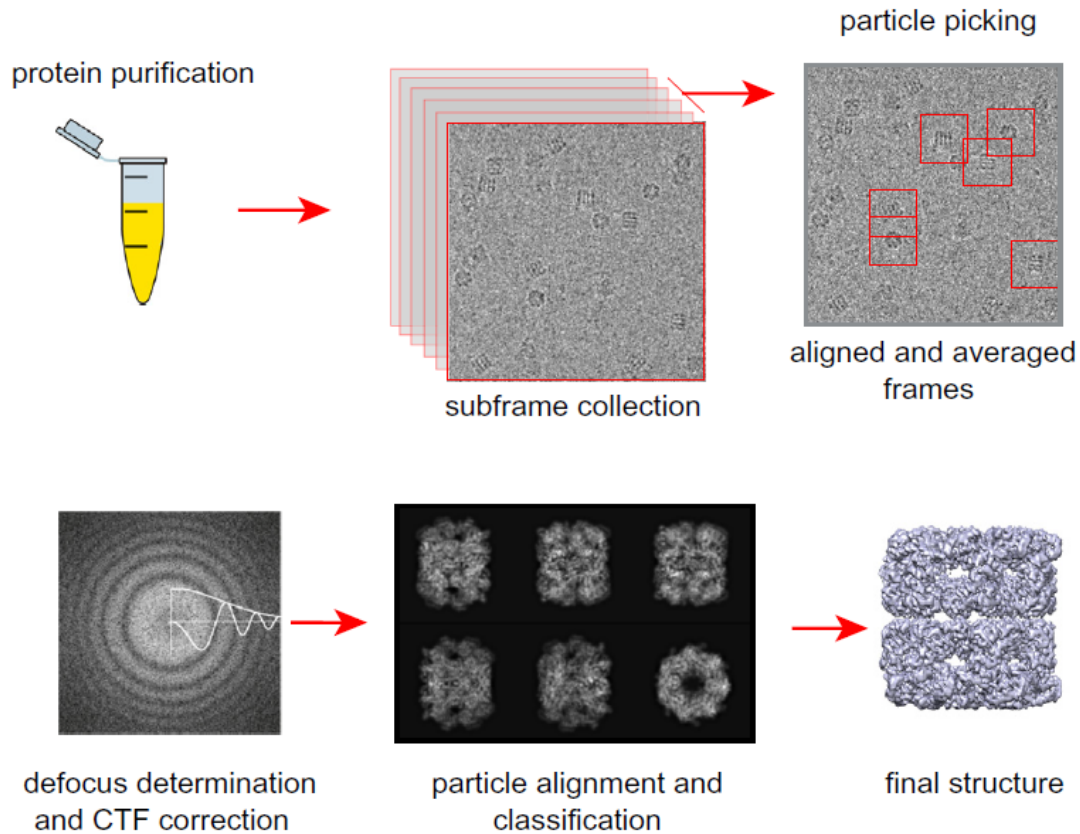 particle picking
protein purification
aligned and averaged
frames
subframe collection
defocus determination
and CTF correction
particle alignment and
classification
final structure